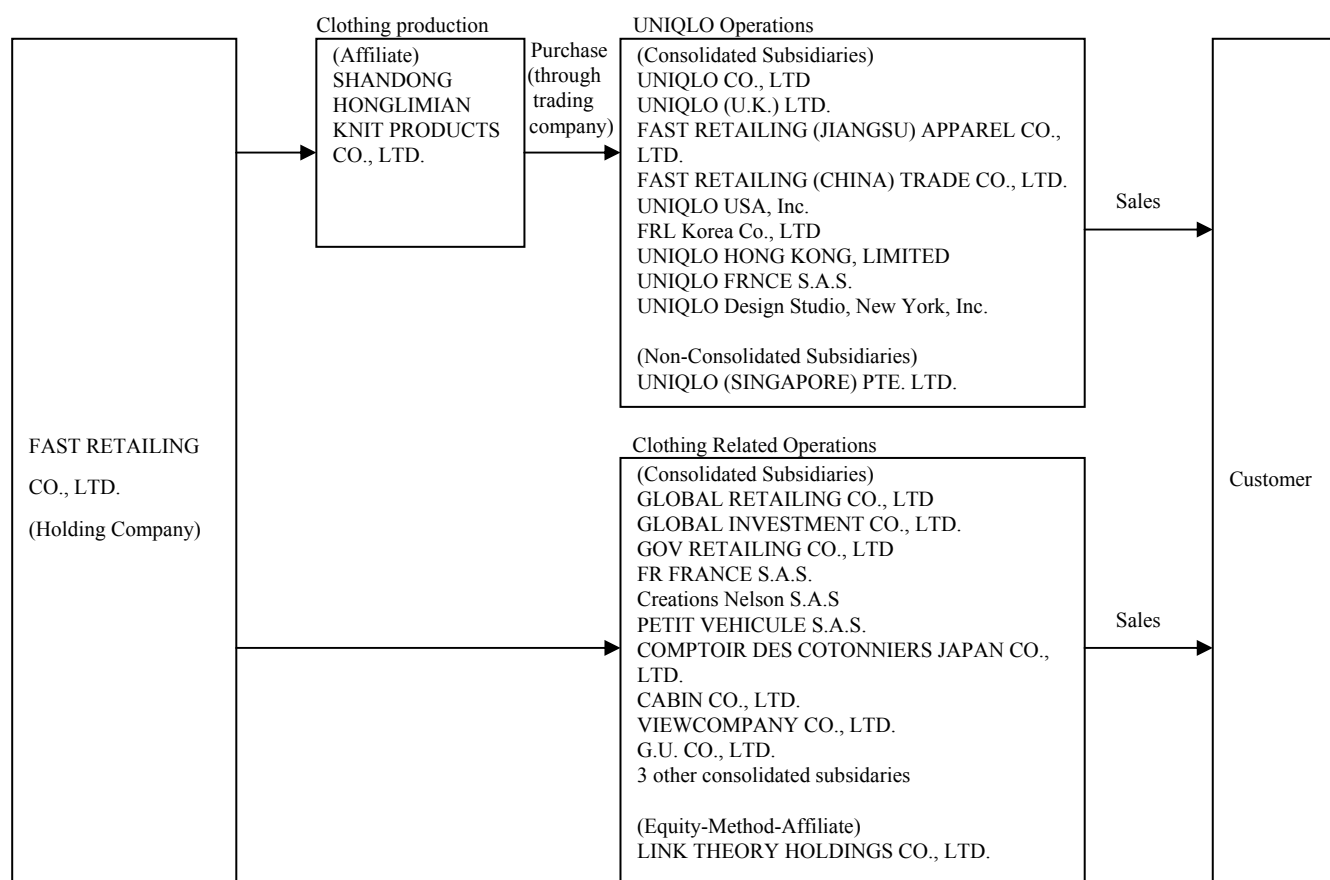 Clothing production
(Affiliate)
SHANDONG
HONGLIMIAN
KNIT PRODUCTS
CO., LTD.
Purchase
(through
trading
company)
UNIQLO Operations
(Consolidated Subsidiaries)
UNIQLO CO., LTD
UNIQLO (U.K.) LTD.
FAST RETAILING (JIANGSU) APPAREL CO.,
LTD.
FAST RETAILING (CHINA) TRADE CO., LTD.
UNIQLO USA, Inc.
FRL Korea Co., LTD
UNIQLO HONG KONG, LIMITED
UNIQLO FRNCE S.A.S.
UNIQLO Design Studio, New York, Inc.
(Non-Consolidated Subsidiaries)
UNIQLO (SINGAPORE) PTE. LTD.
Sales
FAST RETAILING
CO., LTD.
(Holding Company)
Clothing Related Operations
(Consolidated Subsidiaries)
GLOBAL RETAILING CO., LTD
GLOBAL INVESTMENT CO., LTD.
GOV RETAILING CO., LTD
FR FRANCE S.A.S.
Creations Nelson S.A.S
PETIT VEHICULE S.A.S.
COMPTOIR DES COTONNIERS JAPAN CO.,
LTD.
CABIN CO., LTD.
VIEWCOMPANY CO., LTD.
G.U. CO., LTD.
3 other consolidated subsidaries
(Equity-Method-Affiliate)
LINK THEORY HOLDINGS CO., LTD.
Sales
Customer